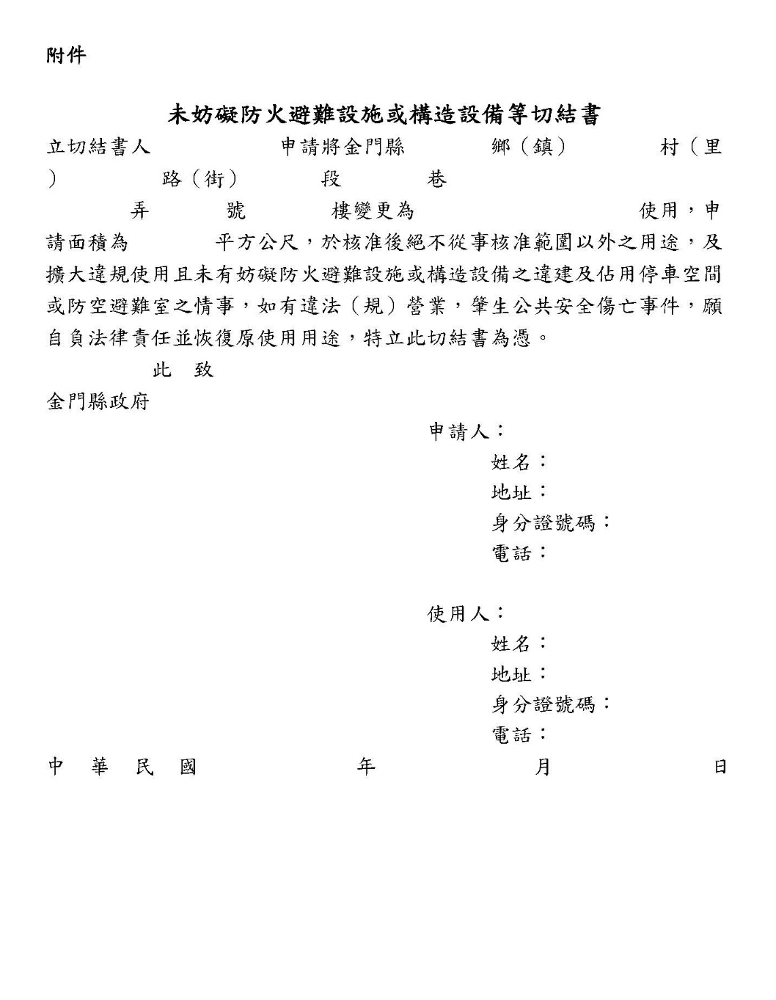 附件
未妨礙防火避難設施或構造設備等切結書
立切結書人 申請將金門縣 鄉（鎮） 村（里
） 路（街） 段 巷
弄 號 樓變更為 使用，申
請面積為 平方公尺，於核准後絕不從事核准範圍以外之用途，及
擴大違規使用且未有妨礙防火避難設施或構造設備之違建及佔用停車空間
或防空避難室之情事，如有違法（規）營業，肇生公共安全傷亡事件，願
自負法律責任並恢復原使用用途，特立此切結書為憑。
此 致
金門縣政府
申請人：
姓名：
地址：
身分證號碼：
電話：
使用人：
姓名：
地址：
身分證號碼：
電話：
中 華 民 國 年 月 日